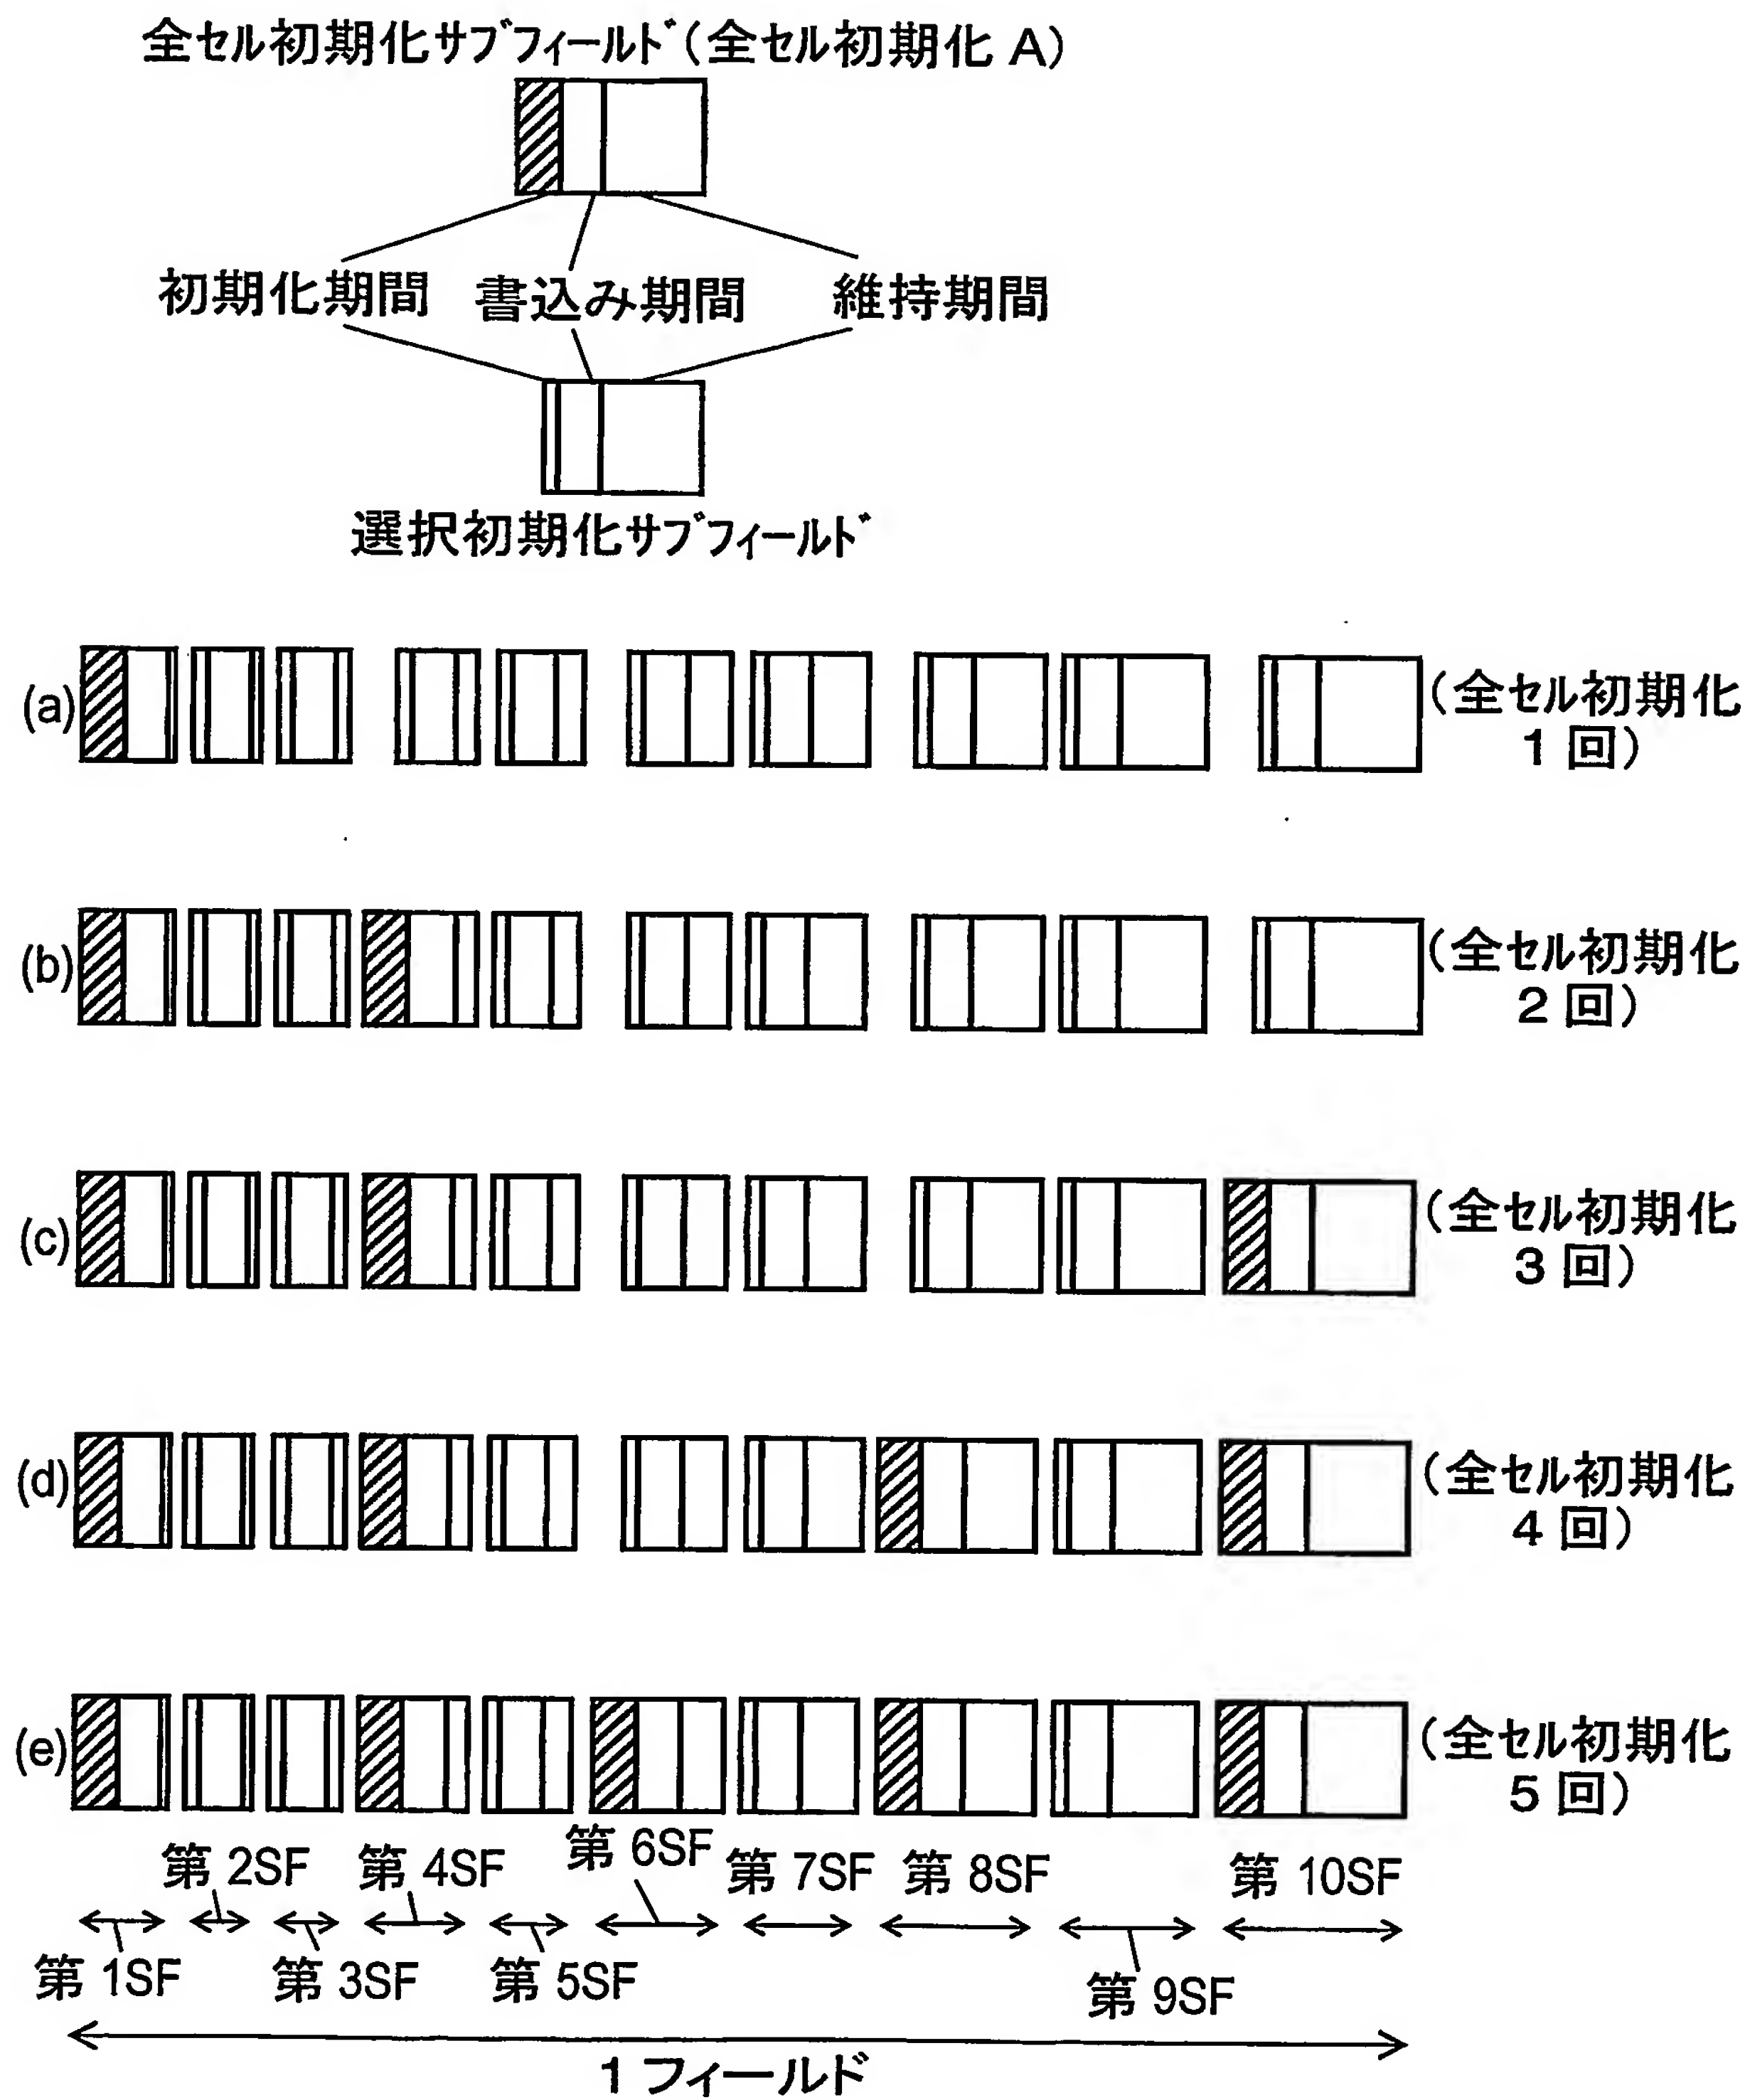 全セル初期化サブフィールド(全セル初期化 A)
初期化期間 書込み期間 維持期間
選択初期化サブフィールド
(a) (全セル初期化
1 回)
(b) (全セル初期化
2 回)
(c) (全セル初期化
3 回)
(d) (全セル初期化
4 回)
(e) (全セル初期化
5 回)
第 2SF 第 4SF 第 6SF 第 7SF 第 8SF 第 10SF
第 1SF 第 3SF 第 5SF 第 9SF
1 フィールド